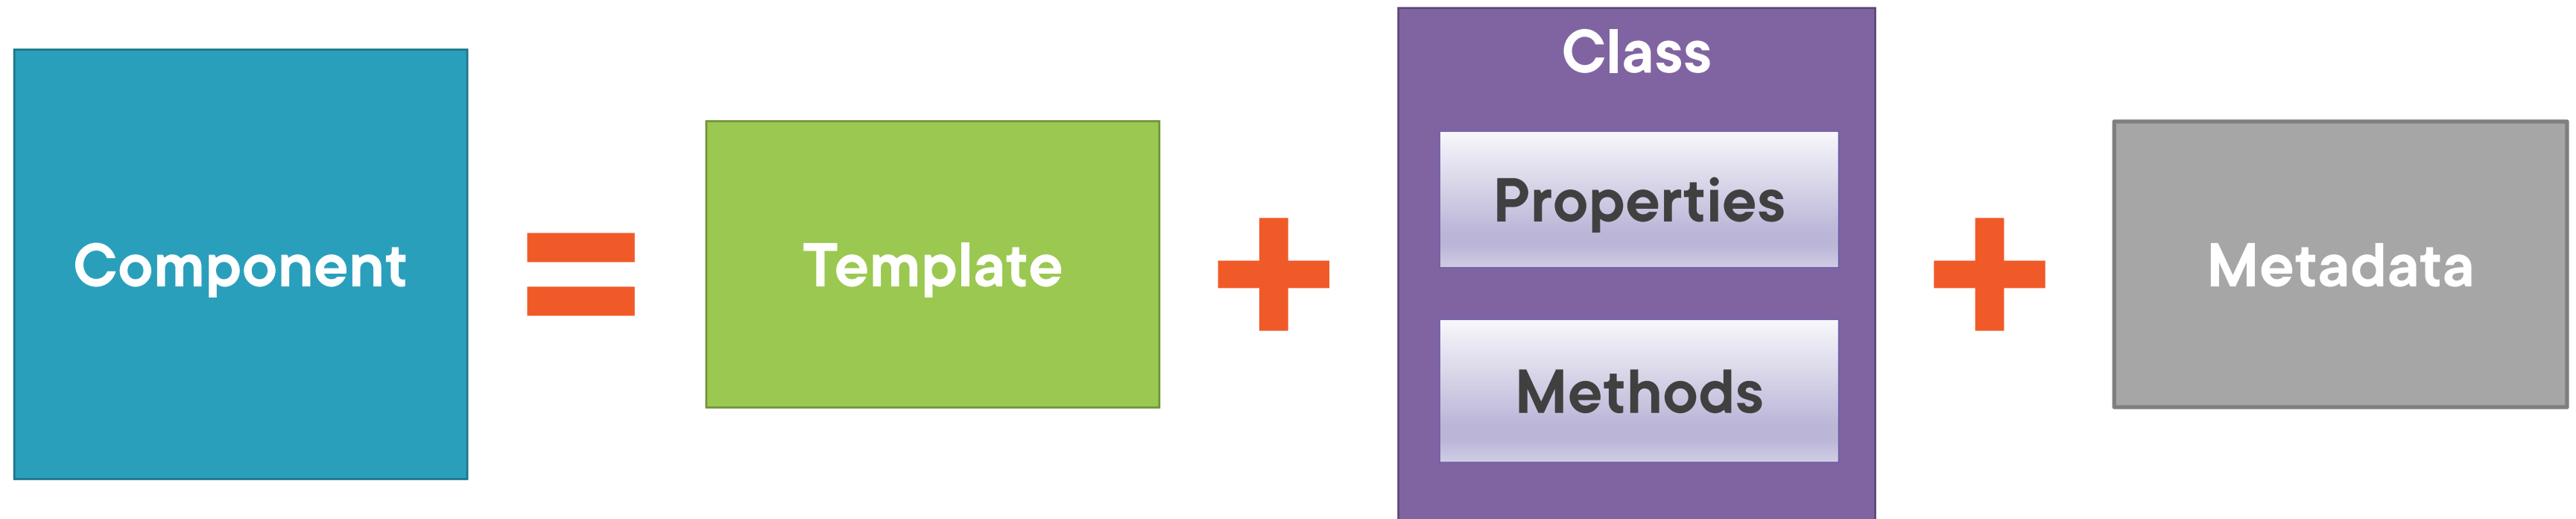 Component
=
Template
+
Class
Properties
Methods
+
Metadata